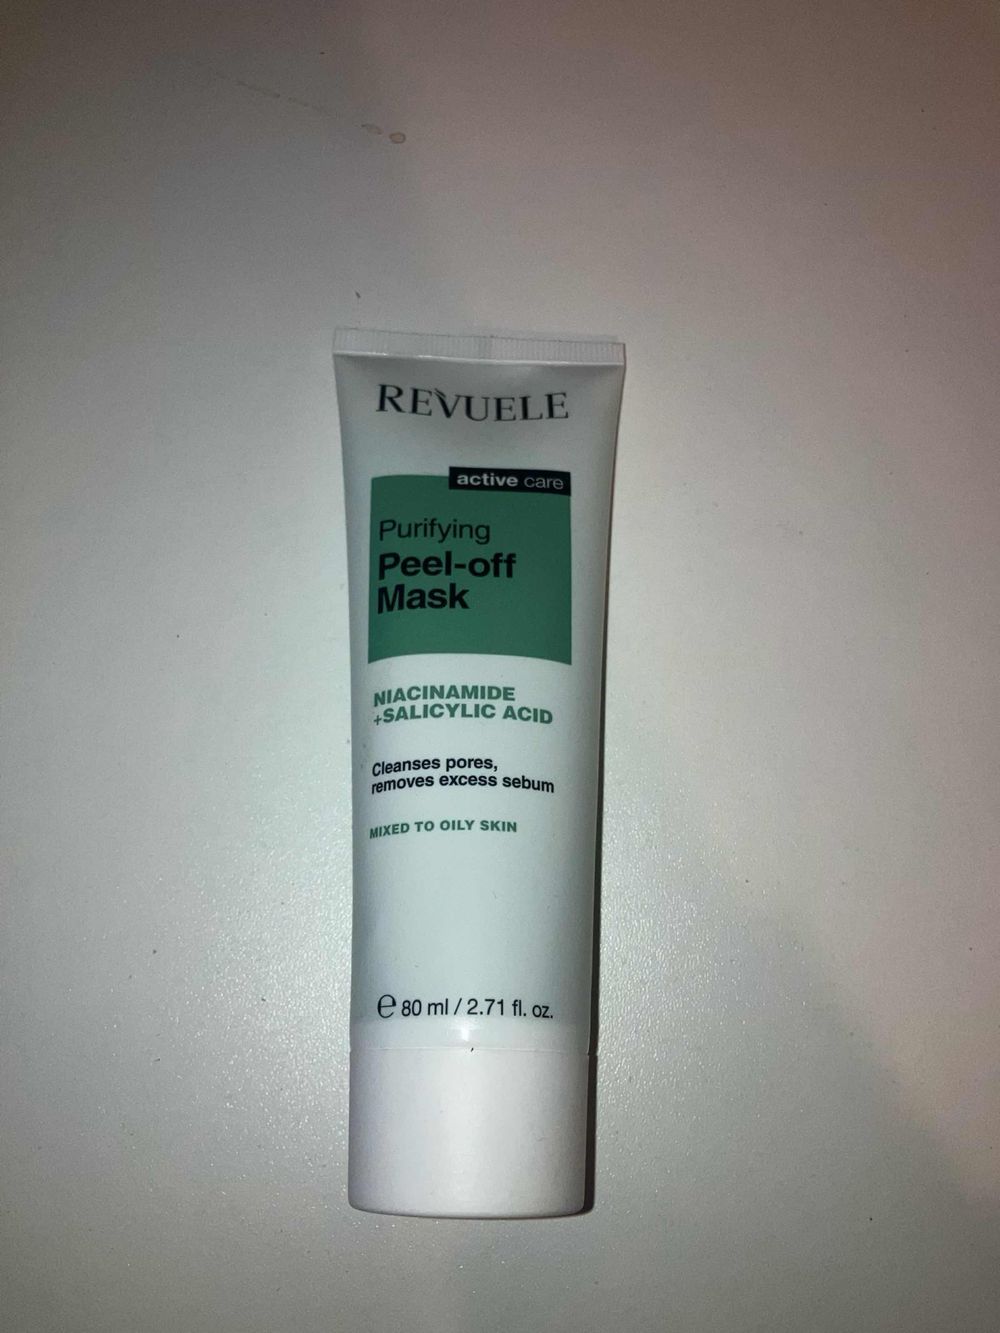 REVUELE
active care
Purifying
Peel-off
Mask
NIACINAMIDE
+SALICYLIC ACID
Cleanses pores,
removes excess sebum
MIXED TO OILY SKIN
℮ 80 ml / 2.71 fl. oz.